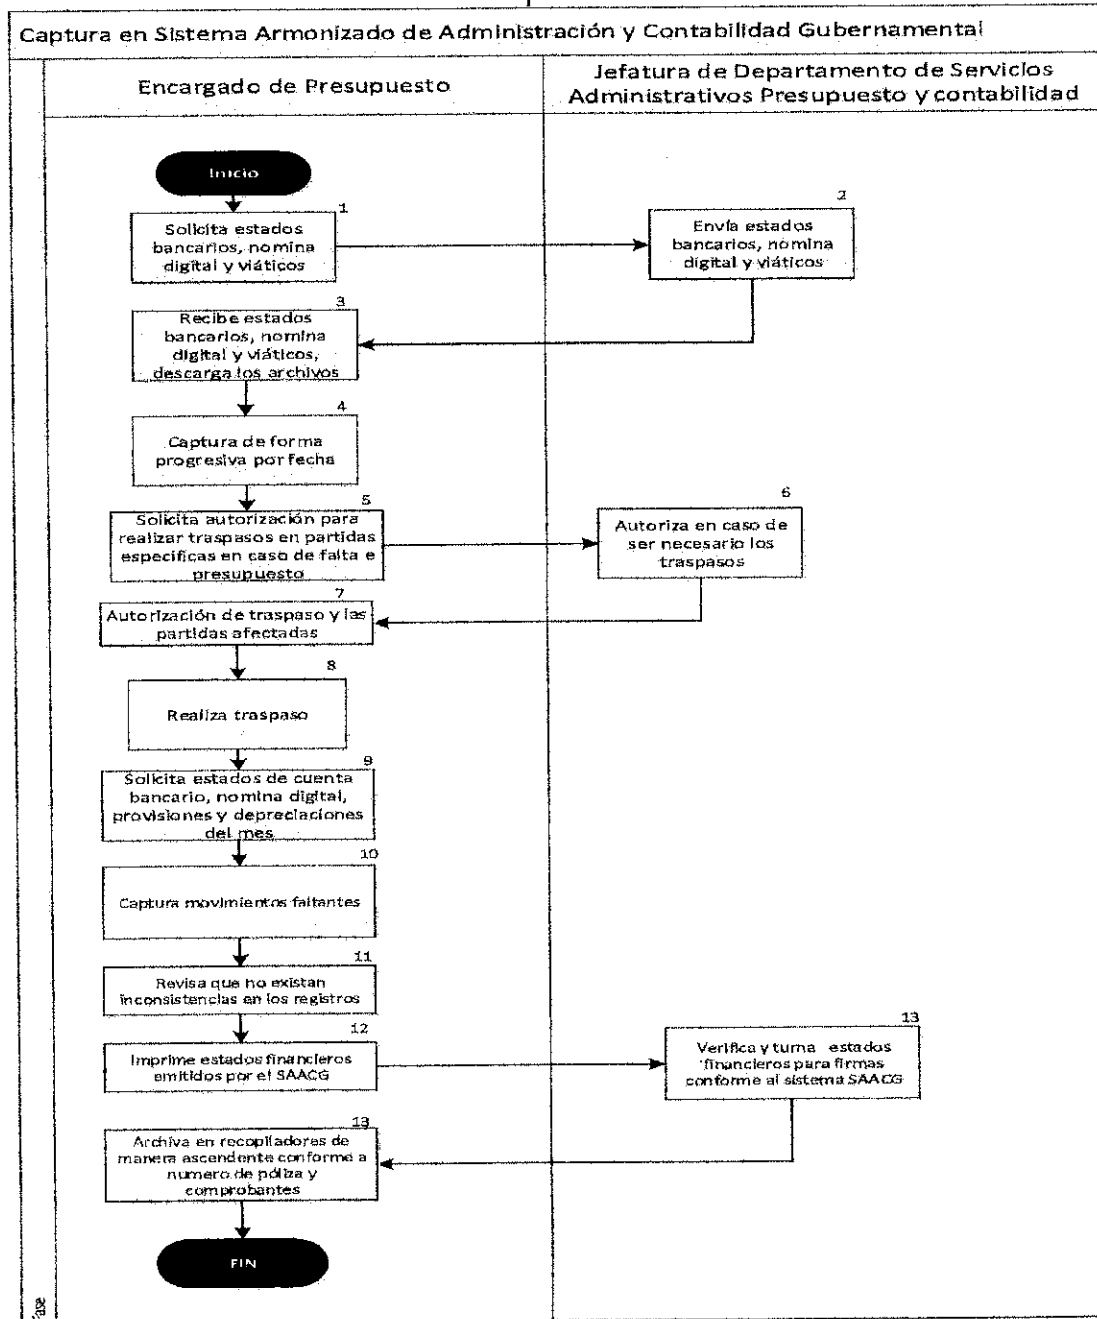 Captura en Sistema Armonizado de Administración y Contabilidad Gubernamental
Encargado de Presupuesto
Jefatura de Departamento de Servicios
Administrativos Presupuesto y contabilidad
Inicio
1
Solicita estados
bancarios, nomina
digital y viáticos
2
Envía estados
bancarios, nomina
digital y viáticos
3
Recibe estados
bancarios, nomina
digital y viáticos,
descarga los archivos
4
Captura de forma
progresiva por fecha
5
Solicita autorización para
realizar traspasos en partidas
especificas en caso de falta e
presupuesto
6
Autoriza en caso de
ser necesario los
traspasos
7
Autorización de traspaso y las
partidas afectadas
8
Realiza traspaso
9
Solicita estados de cuenta
bancario, nomina digital,
provisiones y depreciaciones
del mes
10
Captura movimientos faltantes
11
Revisa que no existan
inconsistencias en los registros
12
Imprime estados financieros
emitidos por el SAACG
13
Verifica y turna estados
financieros para firmas
conforme al sistema SAACG
13
Archiva en recopiladores de
manera ascendente conforme a
numero de póliza y
comprobantes
FIN
Fase